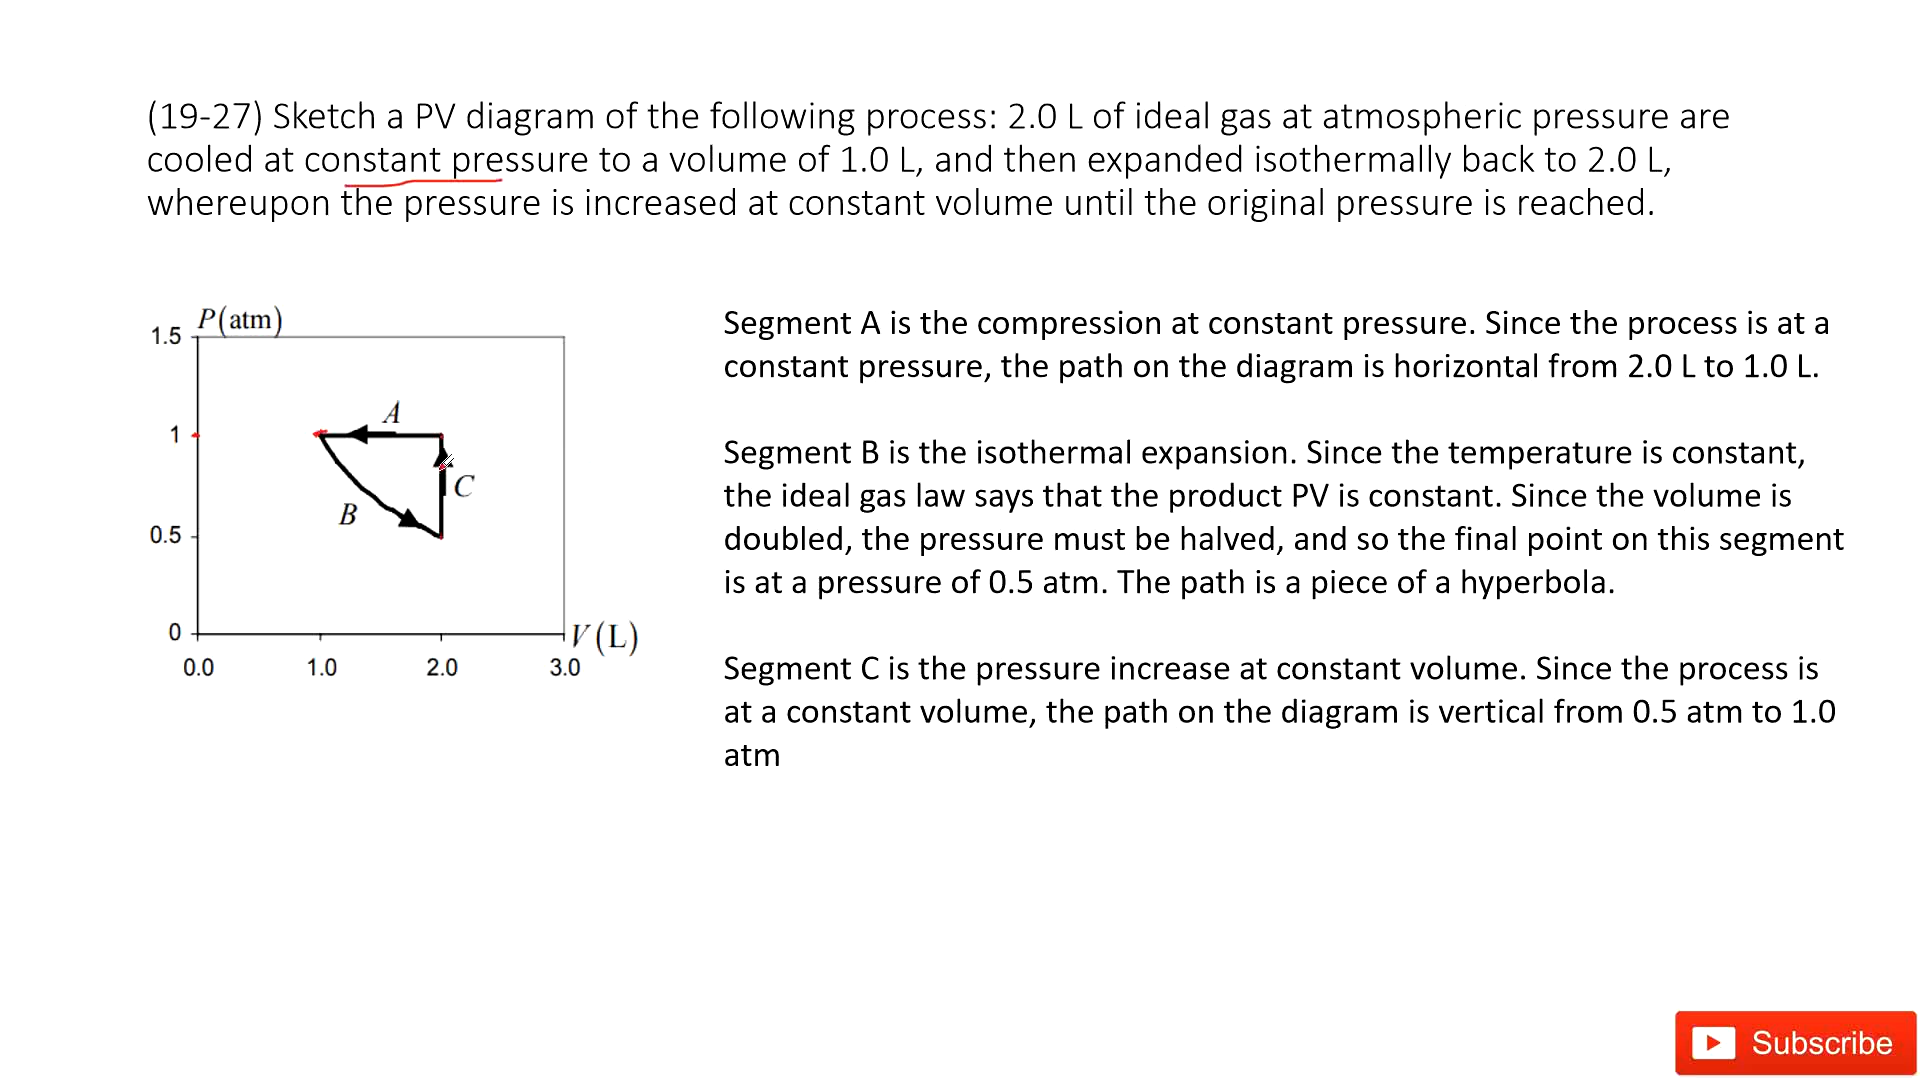 (19-27) Sketch a PV diagram of the following process: 2.0 L of ideal gas at atmospheric pressure are
cooled at constant pressure to a volume of 1.0 L, and then expanded isothermally back to 2.0 L,
whereupon the pressure is increased at constant volume until the original pressure is reached.
P(atm)
1.5
A
1
C
B
0.5
0
V(L)
0.0 1.0 2.0 3.0
Segment A is the compression at constant pressure. Since the process is at a
constant pressure, the path on the diagram is horizontal from 2.0 L to 1.0 L.
Segment B is the isothermal expansion. Since the temperature is constant,
the ideal gas law says that the product PV is constant. Since the volume is
doubled, the pressure must be halved, and so the final point on this segment
is at a pressure of 0.5 atm. The path is a piece of a hyperbola.
Segment C is the pressure increase at constant volume. Since the process is
at a constant volume, the path on the diagram is vertical from 0.5 atm to 1.0
atm
Subscribe